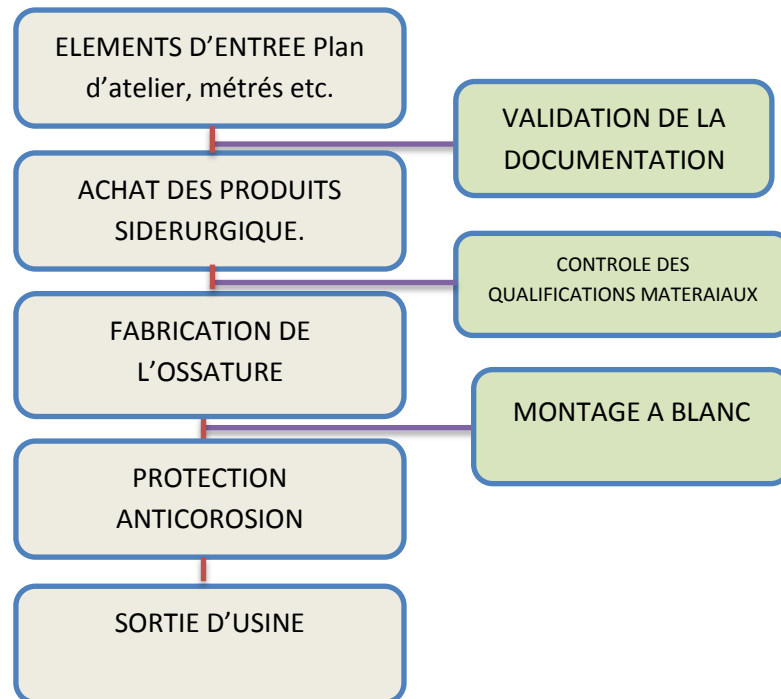 ELEMENTS D’ENTREE Plan
d’atelier, métrés etc.
VALIDATION DE LA
DOCUMENTATION
ACHAT DES PRODUITS
SIDERURGIQUE.
CONTROLE DES
QUALIFICATIONS MATERAIAUX
FABRICATION DE
L’OSSATURE
MONTAGE A BLANC
PROTECTION
ANTICOROSION
SORTIE D’USINE